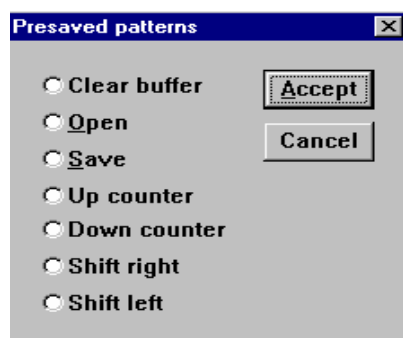 Presaved patterns
Clear buffer
Open
Save
Up counter
Down counter
Shift right
Shift left
Accept
Cancel